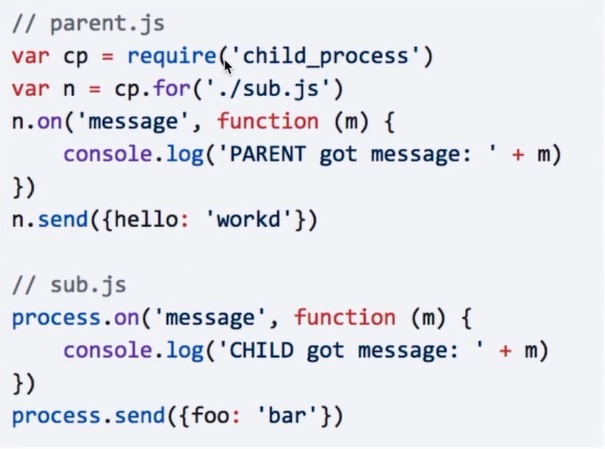 // parent.js
var cp = require('child_process')
var n = cp.for('./sub.js')
n.on('message', function (m) {
    console.log('PARENT got message: ' + m)
})
n.send({hello: 'workd'})

// sub.js
process.on('message', function (m) {
    console.log('CHILD got message: ' + m)
})
process.send({foo: 'bar'})